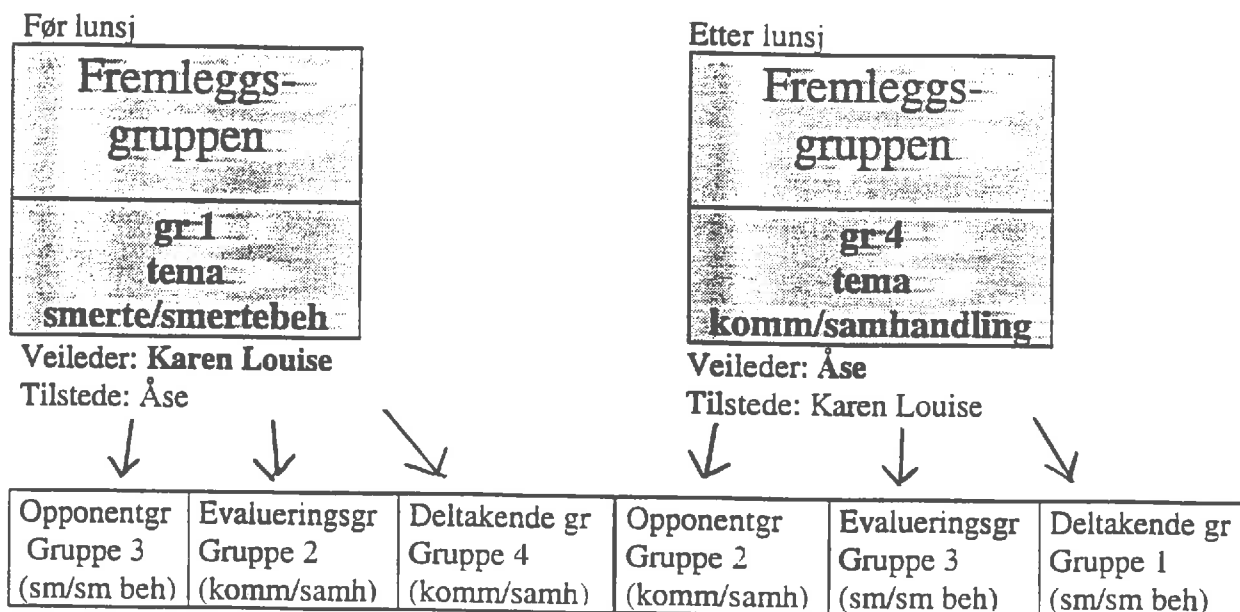 Før lunsj
Fremleggs-
gruppen
gr 1
tema
smerte/smertebeh
Veileder: Karen Louise
Tilstede: Åse
Etter lunsj
Fremleggs-
gruppen
gr 4
tema
komm/samhandling
Veileder: Åse
Tilstede: Karen Louise
Opponentgr
Gruppe 3
(sm/sm beh)
Evalueringsgr
Gruppe 2
(komm/samh)
Deltakende gr
Gruppe 4
(komm/samh)
Opponentgr
Gruppe 2
(komm/samh)
Evalueringsgr
Gruppe 3
(sm/sm beh)
Deltakende gr
Gruppe 1
(sm/sm beh)